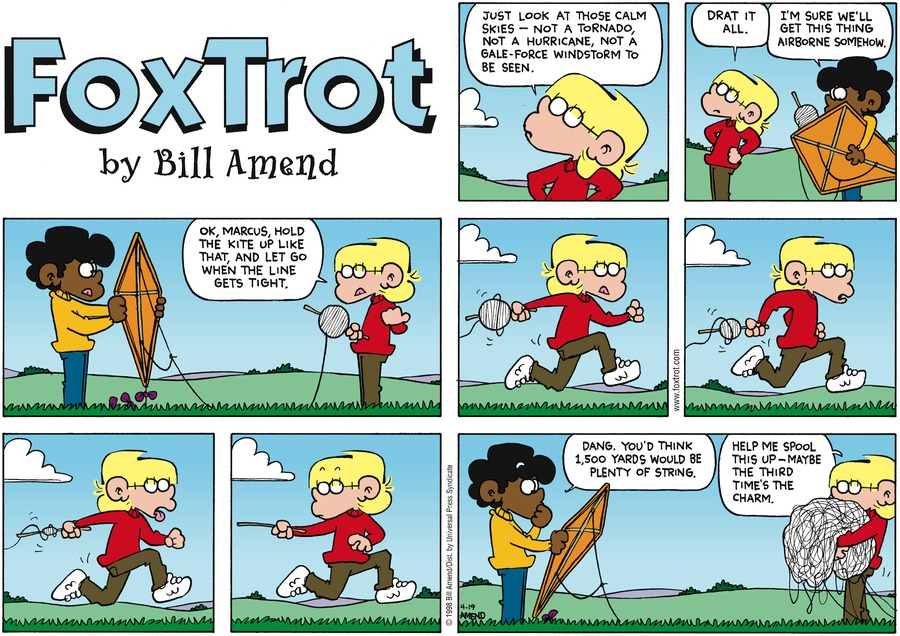 FoxTrot
by Bill Amend
JUST LOOK AT THOSE CALM
SKIES — NOT A TORNADO,
NOT A HURRICANE, NOT A
GALE-FORCE WINDSTORM TO
BE SEEN.
DRAT IT
ALL.
I'M SURE WE'LL
GET THIS THING
AIRBORNE SOMEHOW.
OK, MARCUS, HOLD
THE KITE UP LIKE
THAT, AND LET GO
WHEN THE LINE
GETS TIGHT.
www.foxtrot.com
© 1998 Bill Amend/Dist. by Universal Press Syndicate
DANG. YOU'D THINK
1,500 YARDS WOULD BE
PLENTY OF STRING.
HELP ME SPOOL
THIS UP — MAYBE
THE THIRD
TIME'S THE
CHARM.
4-19
AMEND